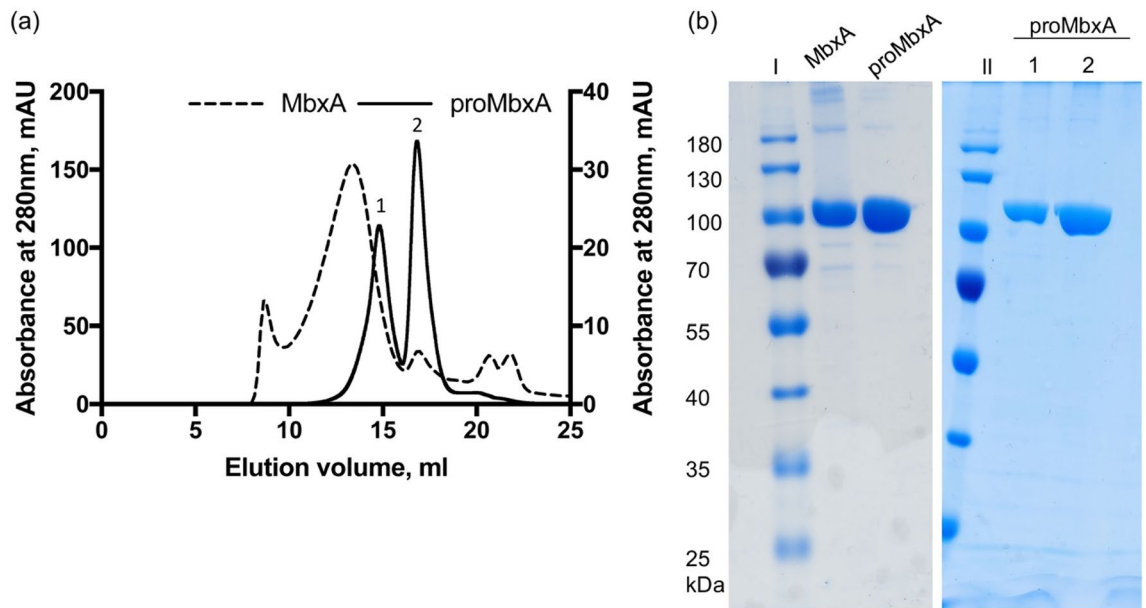 (a)
200
150
100
50
0
Absorbance at 280nm, mAU
MbxA
proMbxA
1
2
40
30
20
10
0
Absorbance at 280nm, mAU
0 5 10 15 20 25
Elution volume, ml
(b)
I MbxA proMbxA
proMbxA
II 1 2
180
130
100
70
55
40
35
25
kDa